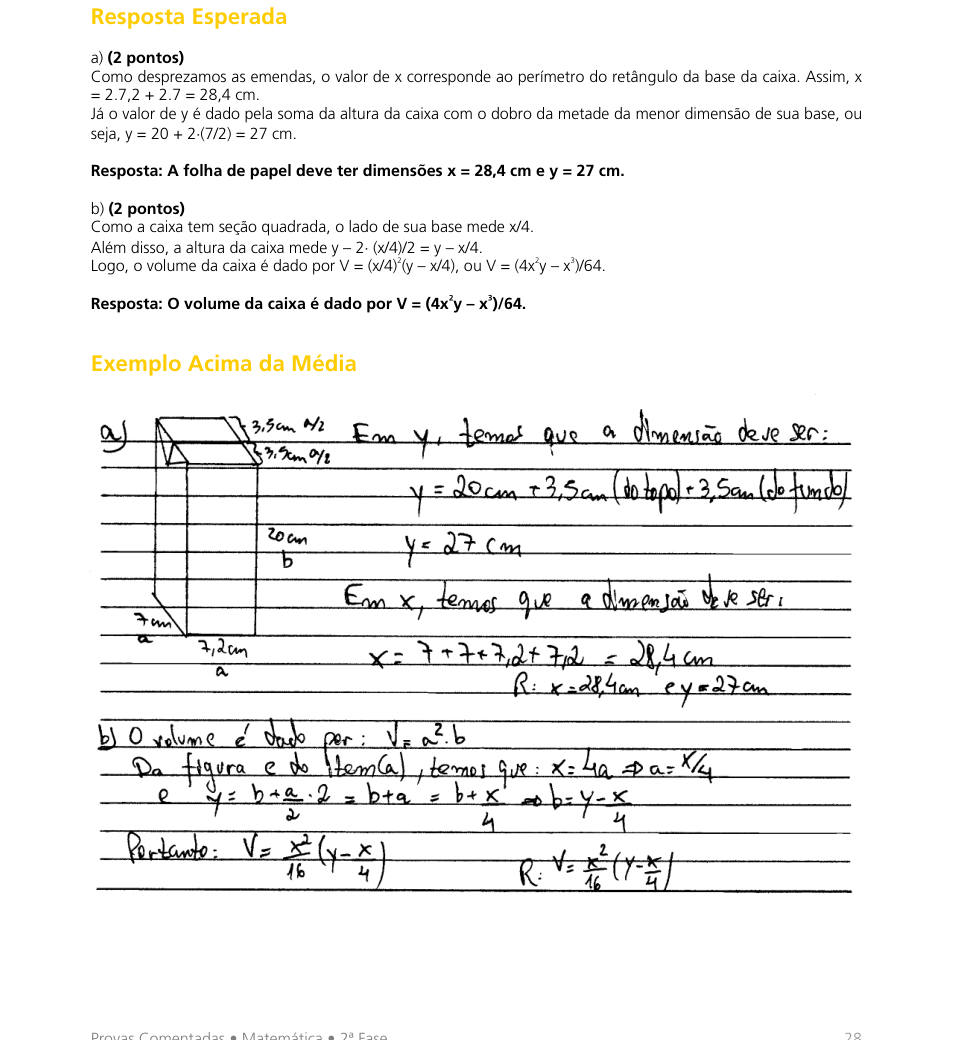 Resposta Esperada
a) (2 pontos)
Como desprezamos as emendas, o valor de x corresponde ao perímetro do retângulo da base da caixa. Assim, x
= 2.7,2 + 2.7 = 28,4 cm.
Já o valor de y é dado pela soma da altura da caixa com o dobro da metade da menor dimensão de sua base, ou
seja, y = 20 + 2·(7/2) = 27 cm.
Resposta: A folha de papel deve ter dimensões x = 28,4 cm e y = 27 cm.
b) (2 pontos)
Como a caixa tem seção quadrada, o lado de sua base mede x/4.
Além disso, a altura da caixa mede y – 2· (x/4)/2 = y – x/4.
Logo, o volume da caixa é dado por V = (x/4)²(y – x/4), ou V = (4x²y – x³)/64.
Resposta: O volume da caixa é dado por V = (4x²y – x³)/64.
Exemplo Acima da Média
a)
3,5cm a/2
3,5cm a/2
20 cm
b
7cm
a
7,2cm
a
Em y, temos que a dimensão deve ser:
y = 20cm + 3,5cm (do topo) + 3,5cm (do fundo)
y = 27 cm
Em x, temos que a dimensão deve ser:
x = 7 + 7 + 7,2 + 7,2 = 28,4 cm
R: x = 28,4cm e y = 27cm
b) O volume é dado por: V = a².b
Da figura e do item(a), temos que: x = 4a ⇒ a = x/4
e y = b + a/2 . 2 = b + a = b + x/4 ⇒ b = y - x/4
Portanto: V = x²/16 (y - x/4) R: V = x²/16 (y - x/4)
Provas Comentadas • Matemática • 2ª Fase 28